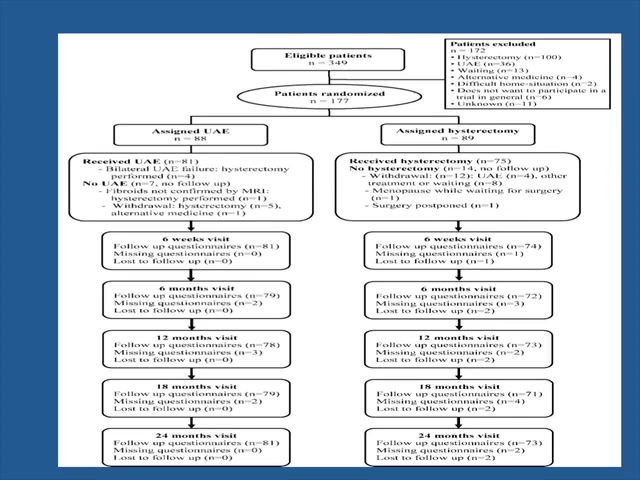 Eligible patients
n = 349
Patients excluded
n = 172
• Hysterectomy (n=100)
• UAE (n=36)
• Waiting (n=13)
• Alternative medicine (n−4)
• Difficult home-situation (n−2)
• Does not want to participate in a
trial in general (n−6)
• Unknown (n−11)
Patients randomized
n = 177
Assigned UAE
n = 88
Assigned hysterectomy
n = 89
Received UAE (n=81)
- Bilateral UAE failure: hysterectomy
performed (n=4)
No UAE (n=7, no follow up)
- Fibroids not confirmed by MRI:
hysterectomy performed (n=1)
- Withdrawal: hysterectomy (n=5),
alternative medicine (n=1)
Received hysterectomy (n=75)
No hysterectomy (n=14, no follow up)
- Withdrawal: (n=12): UAE (n=4), other
treatment or waiting (n=8)
- Menopause while waiting for surgery
(n=1)
- Surgery postponed (n=1)
6 weeks visit
Follow up questionnaires (n=81)
Missing questionnaires (n=0)
Lost to follow up (n=0)
6 weeks visit
Follow up questionnaires (n=74)
Missing questionnaires (n=1)
Lost to follow up (n=1)
6 months visit
Follow up questionnaires (n=79)
Missing questionnaires (n=2)
Lost to follow up (n=0)
6 months visit
Follow up questionnaires (n=72)
Missing questionnaires (n=3)
Lost to follow up (n=2)
12 months visit
Follow up questionnaires (n=78)
Missing questionnaires (n=3)
Lost to follow up (n=0)
12 months visit
Follow up questionnaires (n=73)
Missing questionnaires (n=2)
Lost to follow up (n=2)
18 months visit
Follow up questionnaires (n=79)
Missing questionnaires (n=2)
Lost to follow up (n=0)
18 months visit
Follow up questionnaires (n=71)
Missing questionnaires (n=4)
Lost to follow up (n=2)
24 months visit
Follow up questionnaires (n=81)
Missing questionnaires (n=0)
Lost to follow up (n=0)
24 months visit
Follow up questionnaires (n=73)
Missing questionnaires (n=2)
Lost to follow up (n=2)